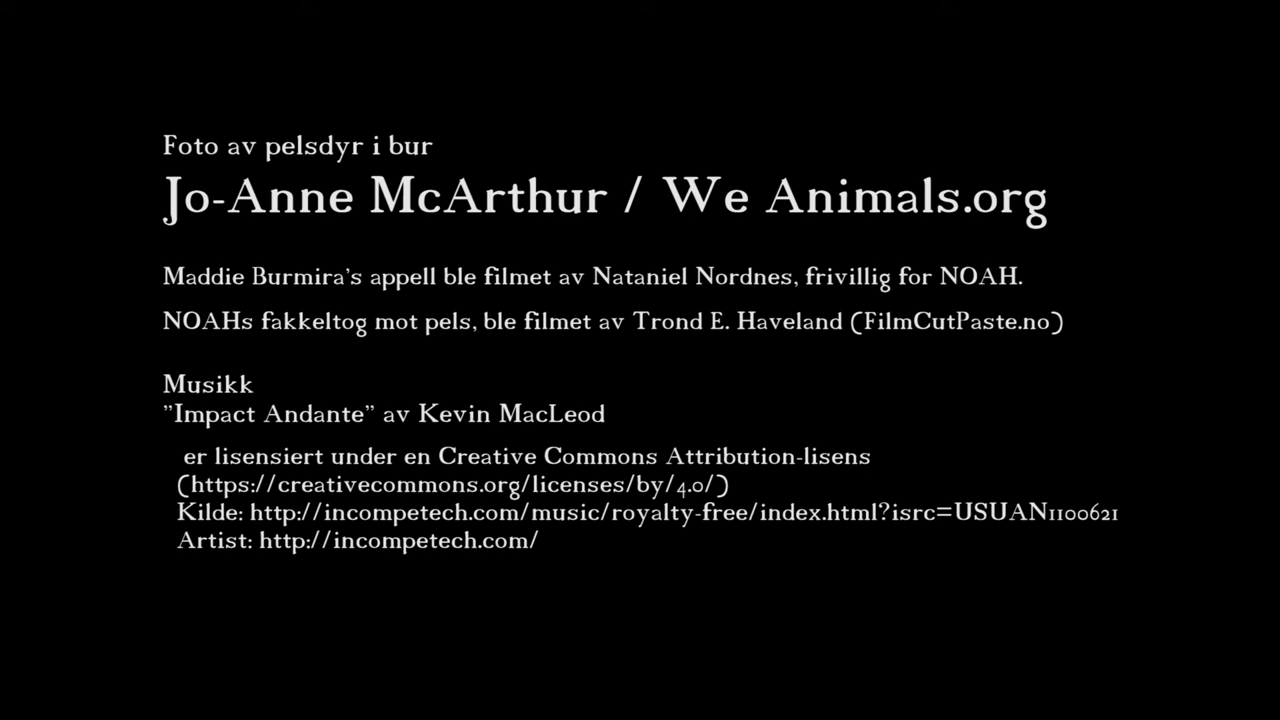 Foto av pelsdyr i bur
Jo-Anne McArthur / We Animals.org
Maddie Burmira's appell ble filmet av Nataniel Nordnes, frivillig for NOAH.
NOAHs fakkeltog mot pels, ble filmet av Trond E. Haveland (FilmCutPaste.no)
Musikk
”Impact Andante” av Kevin MacLeod
er lisensiert under en Creative Commons Attribution-lisens
(https://creativecommons.org/licenses/by/4.0/)
Kilde: http://incompetech.com/music/royalty-free/index.html?isrc=USUAN1100621
Artist: http://incompetech.com/